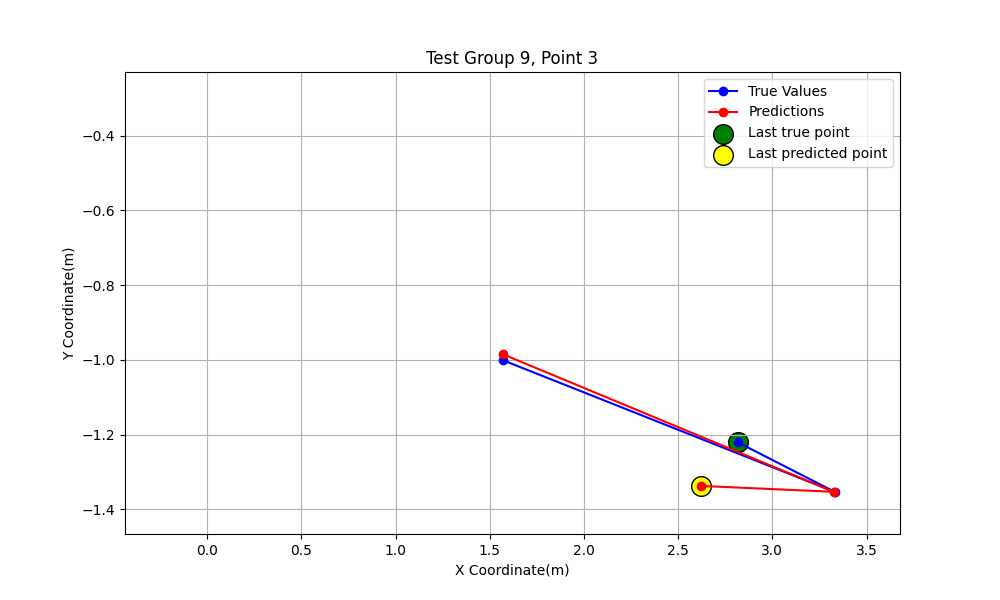 Test Group 9, Point 3
True Values
Predictions
Last true point
Last predicted point
−0.4
−0.6
−0.8
−1.0
−1.2
−1.4
Y Coordinate(m)
0.0 0.5 1.0 1.5 2.0 2.5 3.0 3.5
X Coordinate(m)